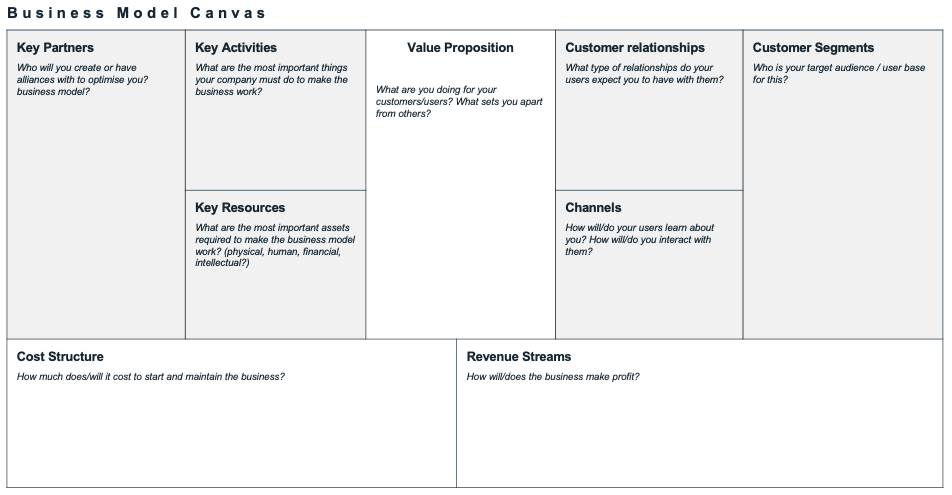 Business Model Canvas
Key Partners
Who will you create or have
alliances with to optimise you?
business model?
Key Activities
What are the most important things
your company must do to make the
business work?
Key Resources
What are the most important assets
required to make the business model
work? (physical, human, financial,
intellectual?)
Value Proposition
What are you doing for your
customers/users? What sets you apart
from others?
Customer relationships
What type of relationships do your
users expect you to have with them?
Channels
How will/do your users learn about
you? How will/do you interact with
them?
Customer Segments
Who is your target audience / user base
for this?
Cost Structure
How much does/will it cost to start and maintain the business?
Revenue Streams
How will/does the business make profit?